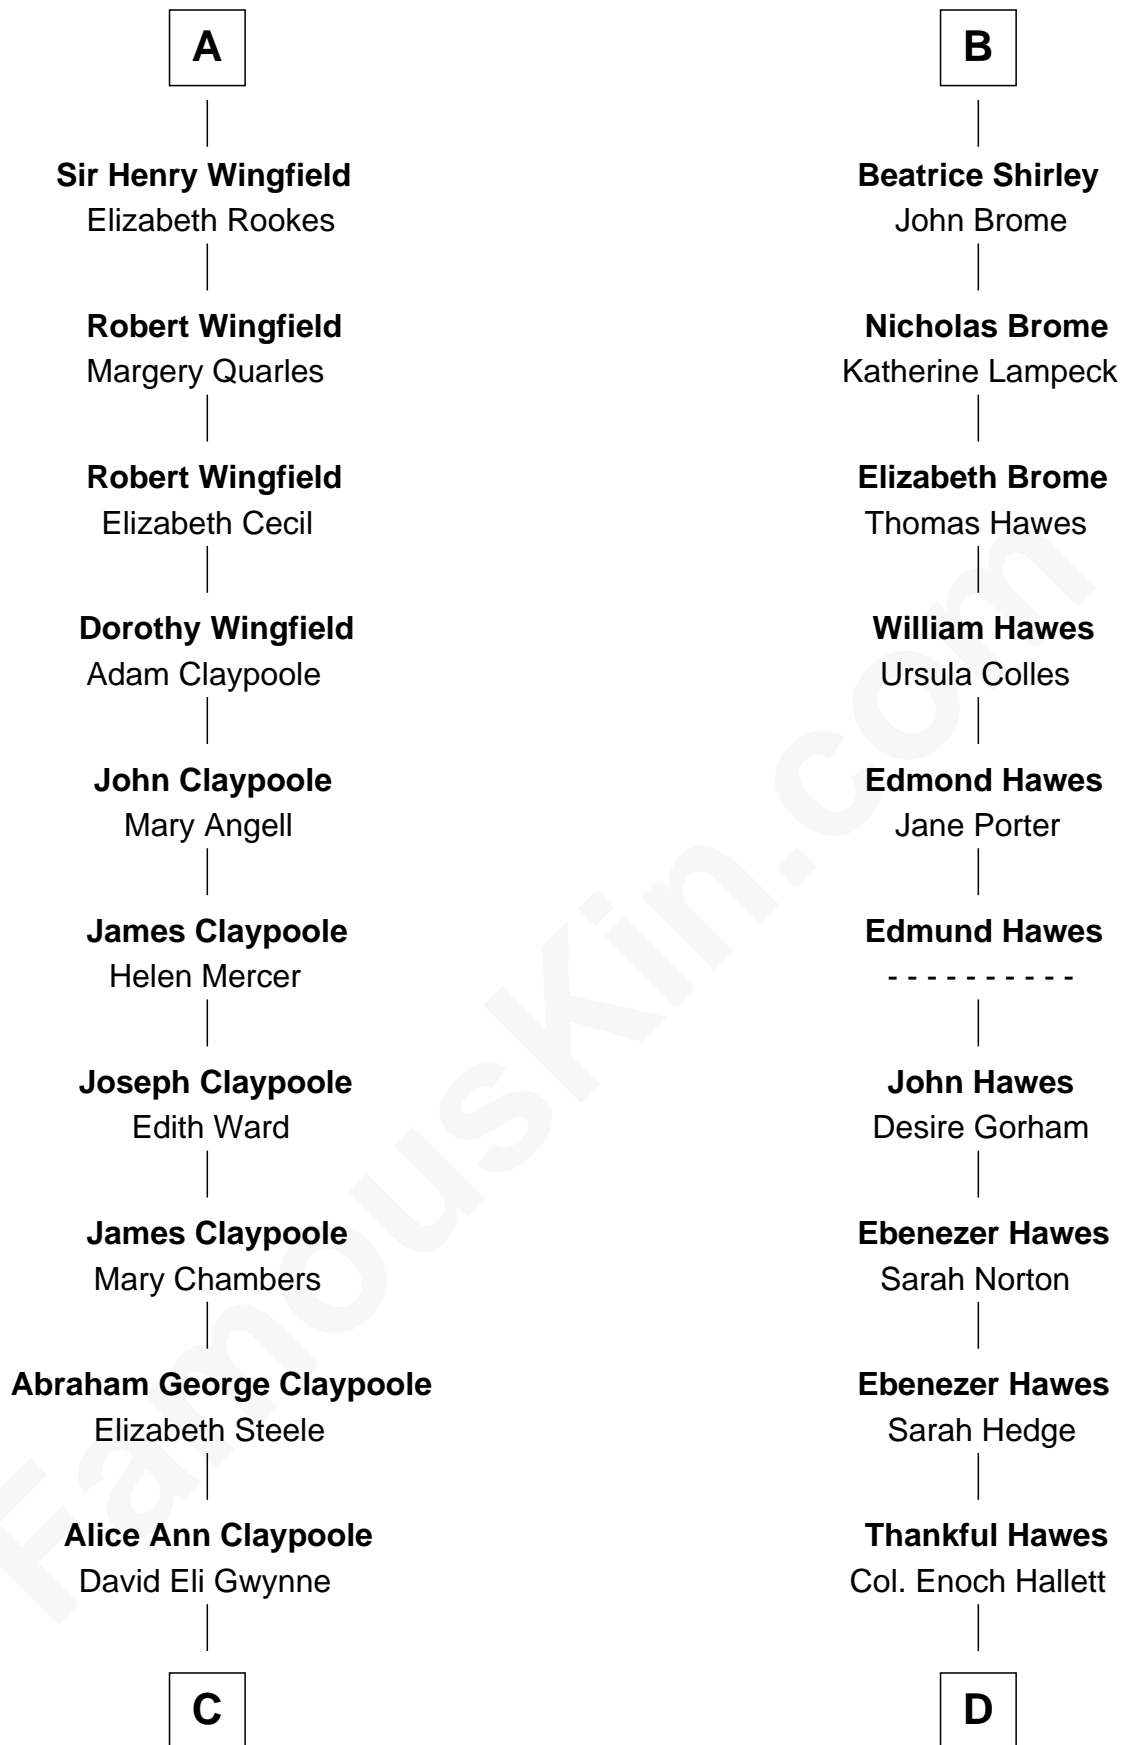 A
Sir Henry Wingfield
Elizabeth Rookes
Robert Wingfield
Margery Quarles
Robert Wingfield
Elizabeth Cecil
Dorothy Wingfield
Adam Claypoole
John Claypoole
Mary Angell
James Claypoole
Helen Mercer
Joseph Claypoole
Edith Ward
James Claypoole
Mary Chambers
Abraham George Claypoole
Elizabeth Steele
Alice Ann Claypoole
David Eli Gwynne
C
B
Beatrice Shirley
John Brome
Nicholas Brome
Katherine Lampeck
Elizabeth Brome
Thomas Hawes
William Hawes
Ursula Colles
Edmond Hawes
Jane Porter
Edmund Hawes
- - - - - - - - - -
John Hawes
Desire Gorham
Ebenezer Hawes
Sarah Norton
Ebenezer Hawes
Sarah Hedge
Thankful Hawes
Col. Enoch Hallett
D
FamousKin.com